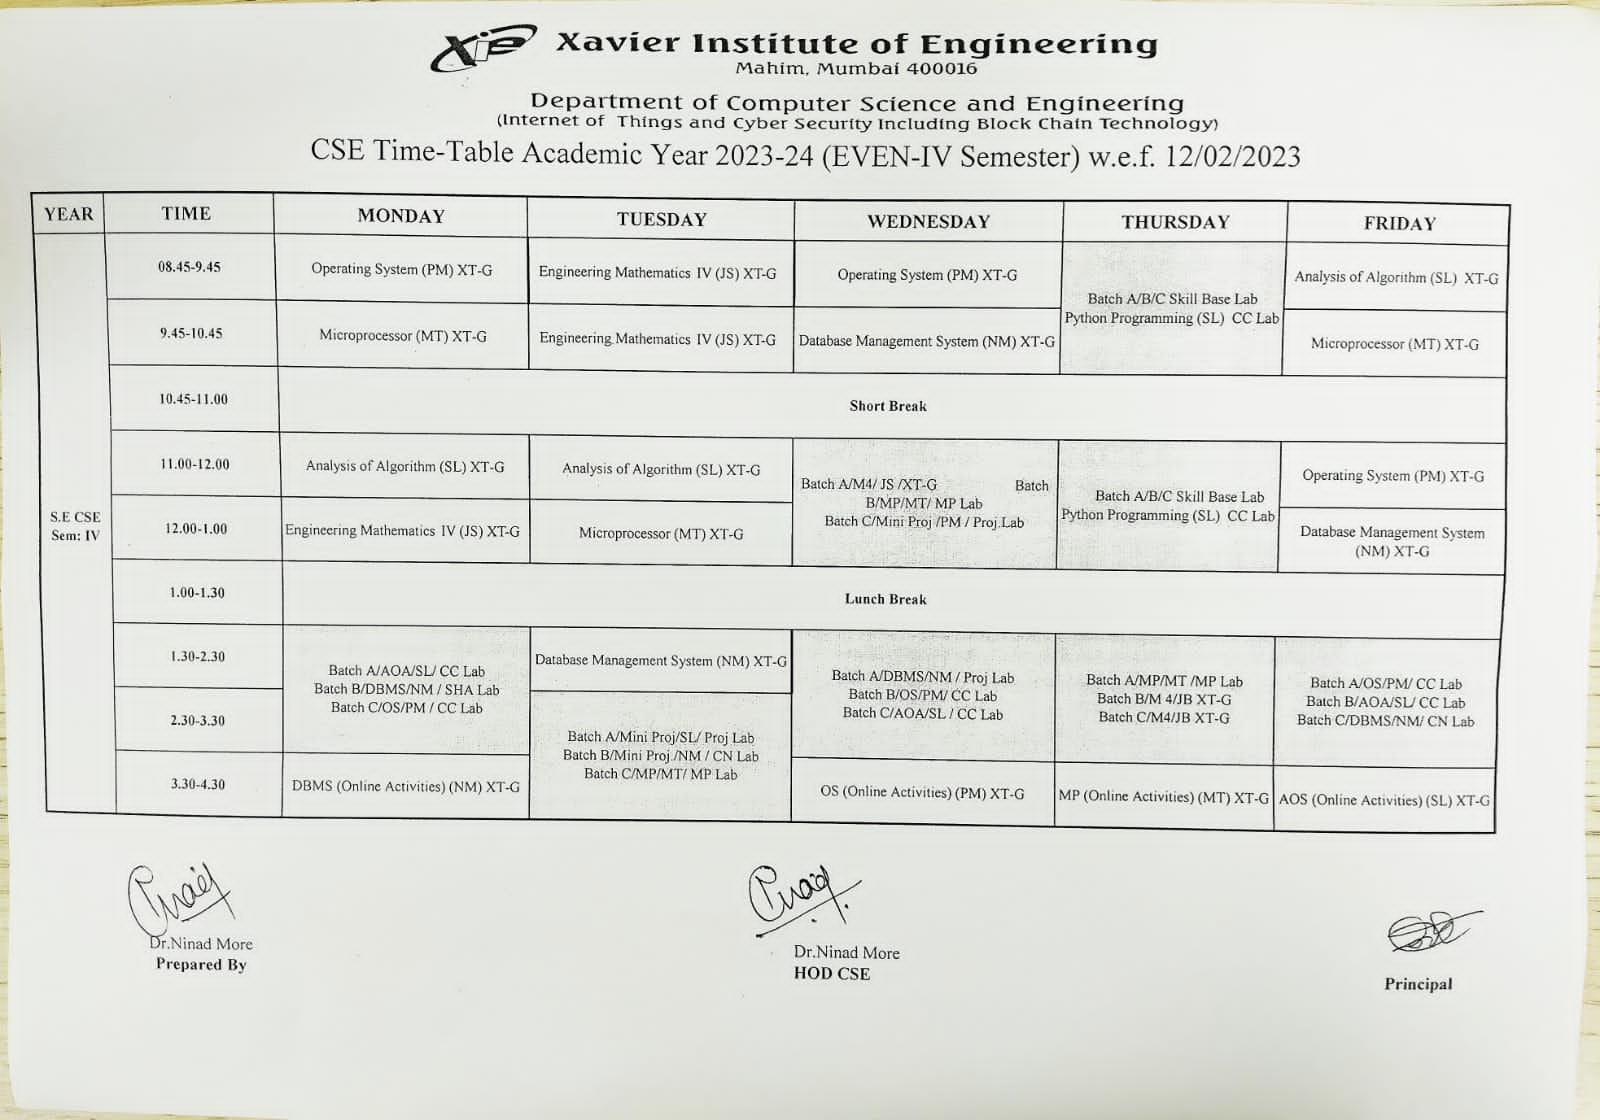 XIE Xavier Institute of Engineering
Mahim, Mumbai 400016
Department of Computer Science and Engineering
(Internet of Things and Cyber Security Including Block Chain Technology)
CSE Time-Table Academic Year 2023-24 (EVEN-IV Semester) w.e.f. 12/02/2023
YEAR TIME MONDAY TUESDAY WEDNESDAY THURSDAY FRIDAY
S.E CSE
Sem: IV
08.45-9.45
Operating System (PM) XT-G
Engineering Mathematics IV (JS) XT-G
Operating System (PM) XT-G
Batch A/B/C Skill Base Lab
Python Programming (SL) CC Lab
Analysis of Algorithm (SL) XT-G
9.45-10.45
Microprocessor (MT) XT-G
Engineering Mathematics IV (JS) XT-G
Database Management System (NM) XT-G
Microprocessor (MT) XT-G
10.45-11.00
Short Break
11.00-12.00
Analysis of Algorithm (SL) XT-G
Analysis of Algorithm (SL) XT-G
Batch A/M4/ JS /XT-G Batch
B/MP/MT/ MP Lab
Batch C/Mini Proj /PM / Proj.Lab
Batch A/B/C Skill Base Lab
Python Programming (SL) CC Lab
Operating System (PM) XT-G
12.00-1.00
Engineering Mathematics IV (JS) XT-G
Microprocessor (MT) XT-G
Database Management System
(NM) XT-G
1.00-1.30
Lunch Break
1.30-2.30
Batch A/AOA/SL/ CC Lab
Batch B/DBMS/NM / SHA Lab
Batch C/OS/PM / CC Lab
Database Management System (NM) XT-G
Batch A/DBMS/NM / Proj Lab
Batch B/OS/PM/ CC Lab
Batch C/AOA/SL / CC Lab
Batch A/MP/MT /MP Lab
Batch B/M 4/JB XT-G
Batch C/M4/JB XT-G
Batch A/OS/PM/ CC Lab
Batch B/AOA/SL/ CC Lab
Batch C/DBMS/NM/ CN Lab
2.30-3.30
Batch A/Mini Proj/SL/ Proj Lab
Batch B/Mini Proj./NM / CN Lab
Batch C/MP/MT/ MP Lab
3.30-4.30
DBMS (Online Activities) (NM) XT-G
OS (Online Activities) (PM) XT-G
MP (Online Activities) (MT) XT-G
AOS (Online Activities) (SL) XT-G
Dr.Ninad More
Prepared By
Dr.Ninad More
HOD CSE
Principal